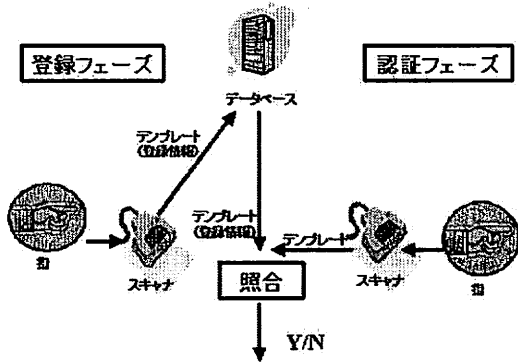 登録フェーズ
認証フェーズ
データベース
テンプレート
(登録情報)
テンプレート
(登録情報)
テンプレート
指
スキャナ
照合
スキャナ
指
Y/N